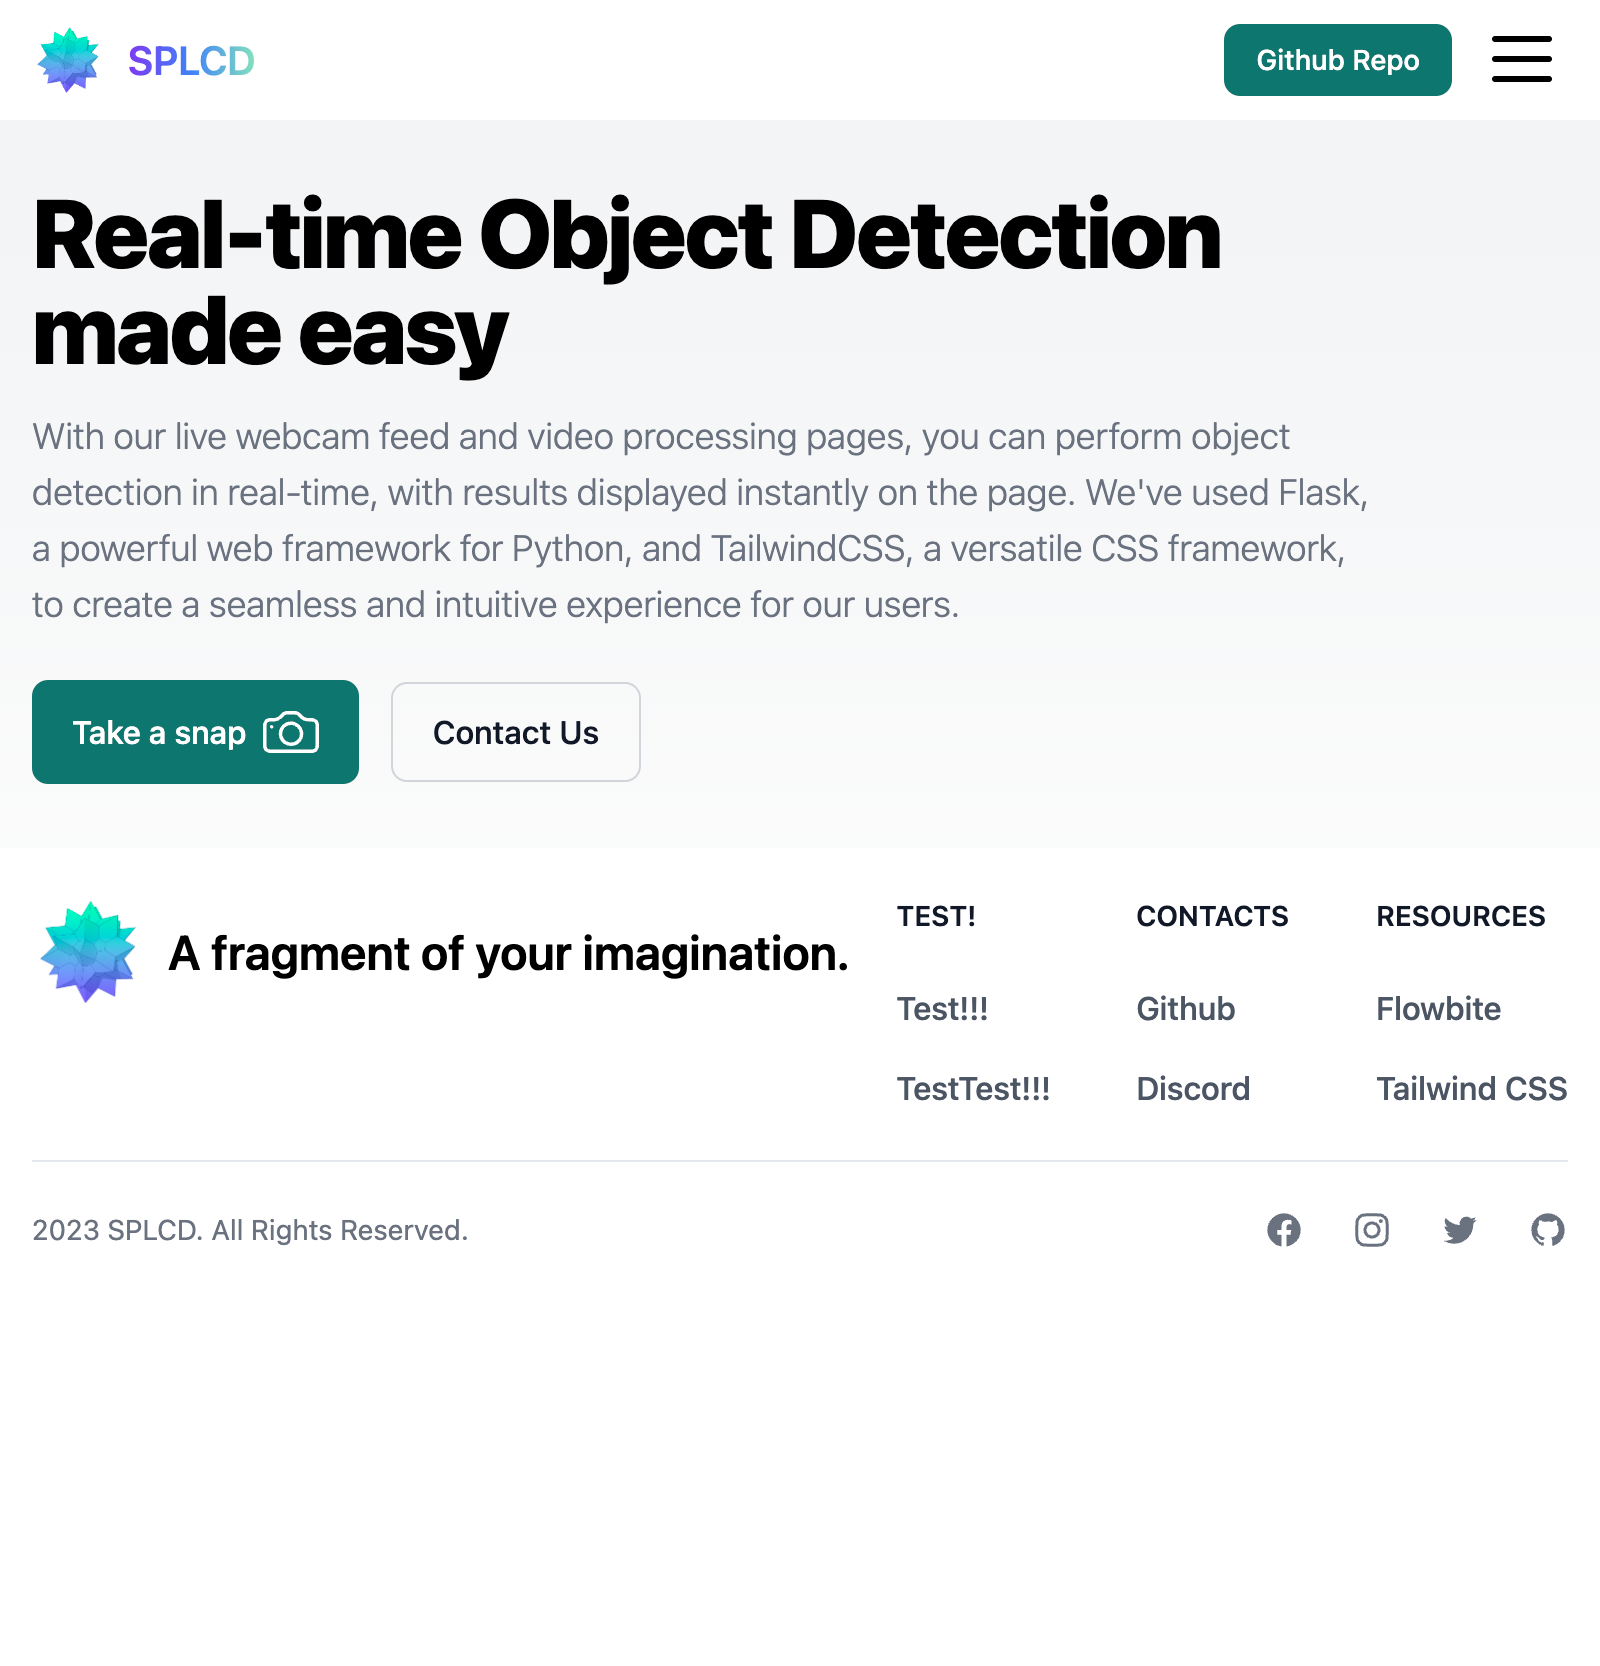 SPLCD
Github Repo
Real-time Object Detection
made easy
With our live webcam feed and video processing pages, you can perform object
detection in real-time, with results displayed instantly on the page. We've used Flask,
a powerful web framework for Python, and TailwindCSS, a versatile CSS framework,
to create a seamless and intuitive experience for our users.
Take a snap
Contact Us
A fragment of your imagination.
TEST!
Test!!!
TestTest!!!
CONTACTS
Github
Discord
RESOURCES
Flowbite
Tailwind CSS
2023 SPLCD. All Rights Reserved.